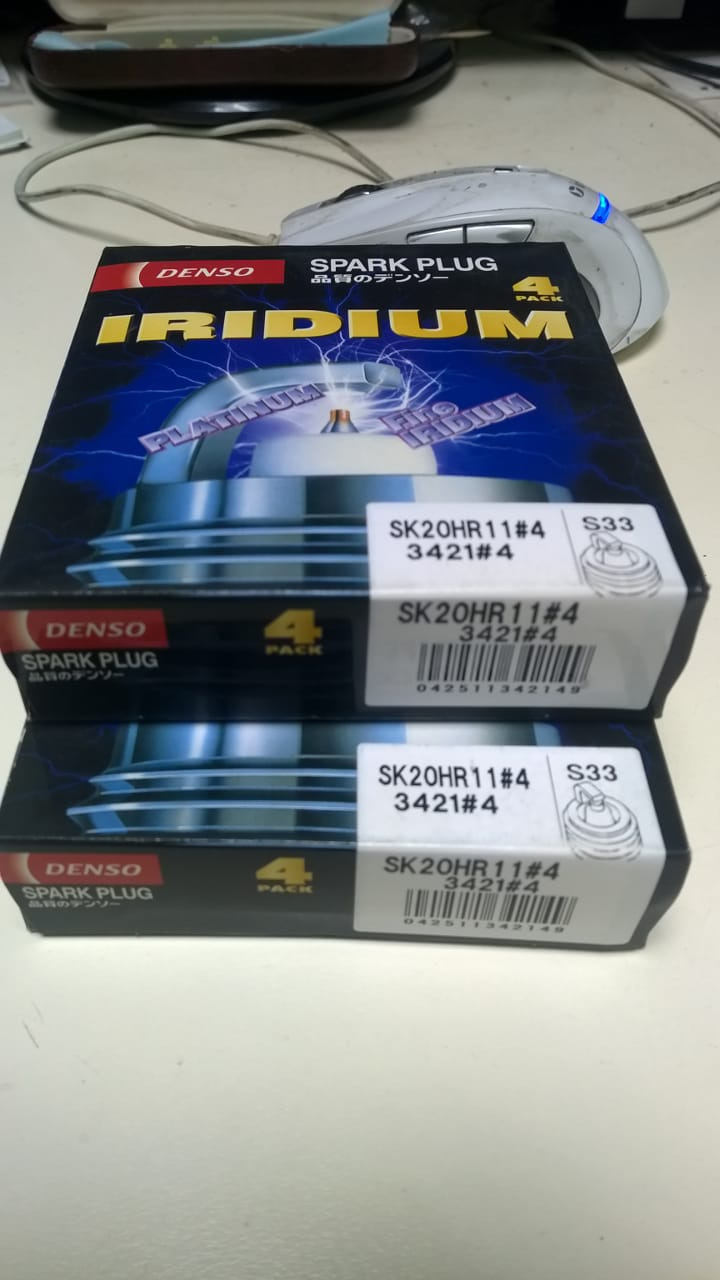 DENSO
SPARK PLUG
品質のデンソー
4
PACK
IRIDIUM
PLATINUM
Fine
IRIDIUM
SK20HR11#4
3421#4
S33
DENSO
SPARK PLUG
品質のデンソー
4
PACK
SK20HR11#4
3421#4
042511342149
SK20HR11#4
3421#4
S33
DENSO
SPARK PLUG
品質のデンソー
4
PACK
SK20HR11#4
3421#4
042511342149